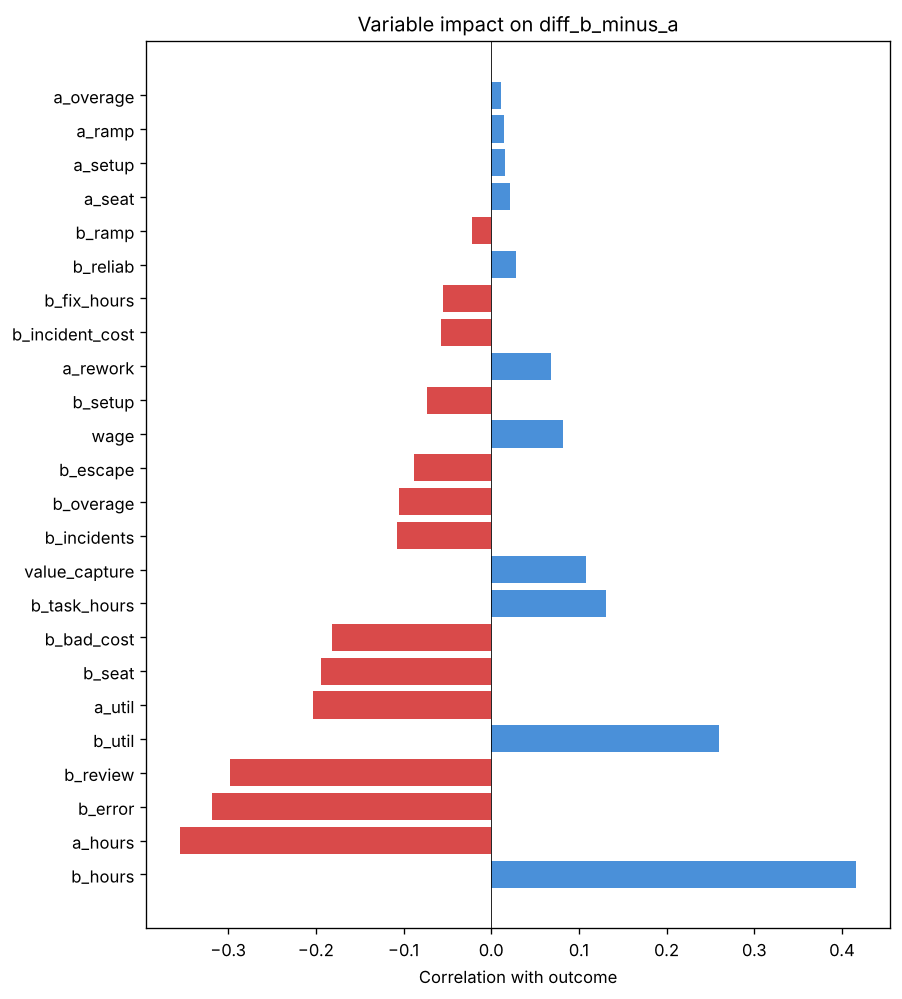 Variable impact on diff_b_minus_a
a_overage
a_ramp
a_setup
a_seat
b_ramp
b_reliab
b_fix_hours
b_incident_cost
a_rework
b_setup
wage
b_escape
b_overage
b_incidents
value_capture
b_task_hours
b_bad_cost
b_seat
a_util
b_util
b_review
b_error
a_hours
b_hours
−0.3 −0.2 −0.1 0.0 0.1 0.2 0.3 0.4
Correlation with outcome